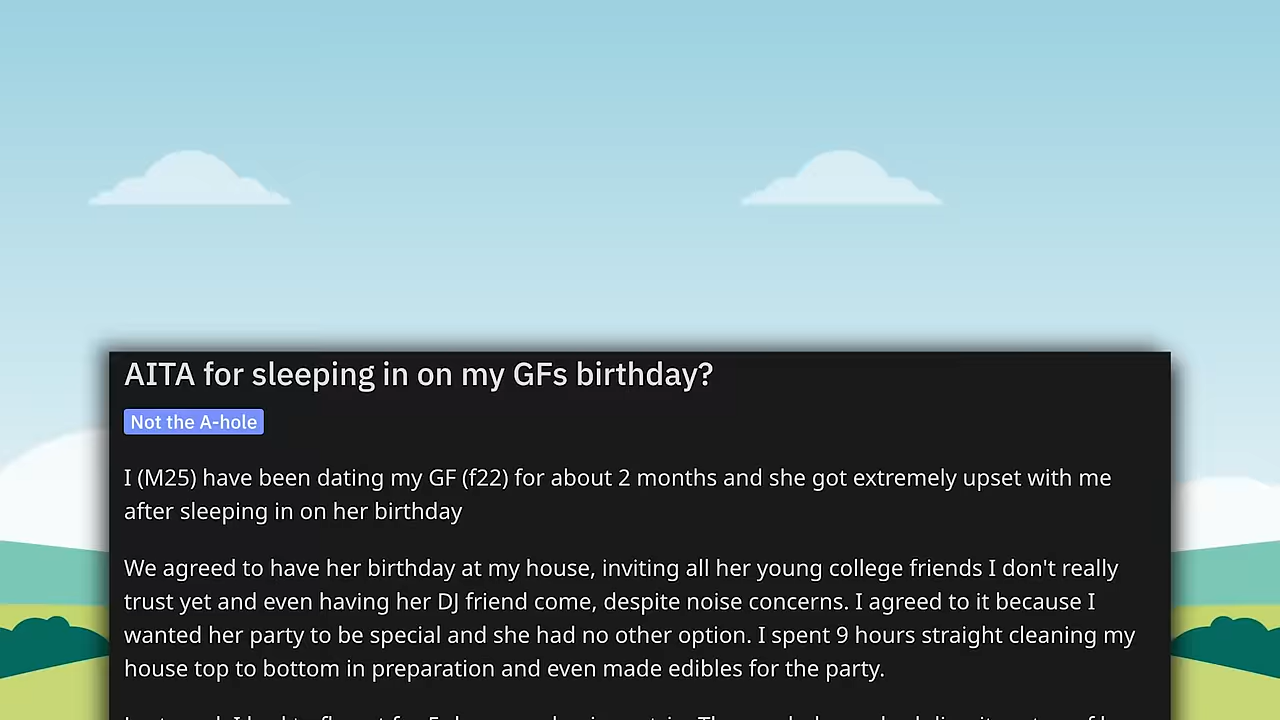 AITA for sleeping in on my GFs birthday?
Not the A-hole
I (M25) have been dating my GF (f22) for about 2 months and she got extremely upset with me
after sleeping in on her birthday
We agreed to have her birthday at my house, inviting all her young college friends I don't really
trust yet and even having her DJ friend come, despite noise concerns. I agreed to it because I
wanted her party to be special and she had no other option. I spent 9 hours straight cleaning my
house top to bottom in preparation and even made edibles for the party.